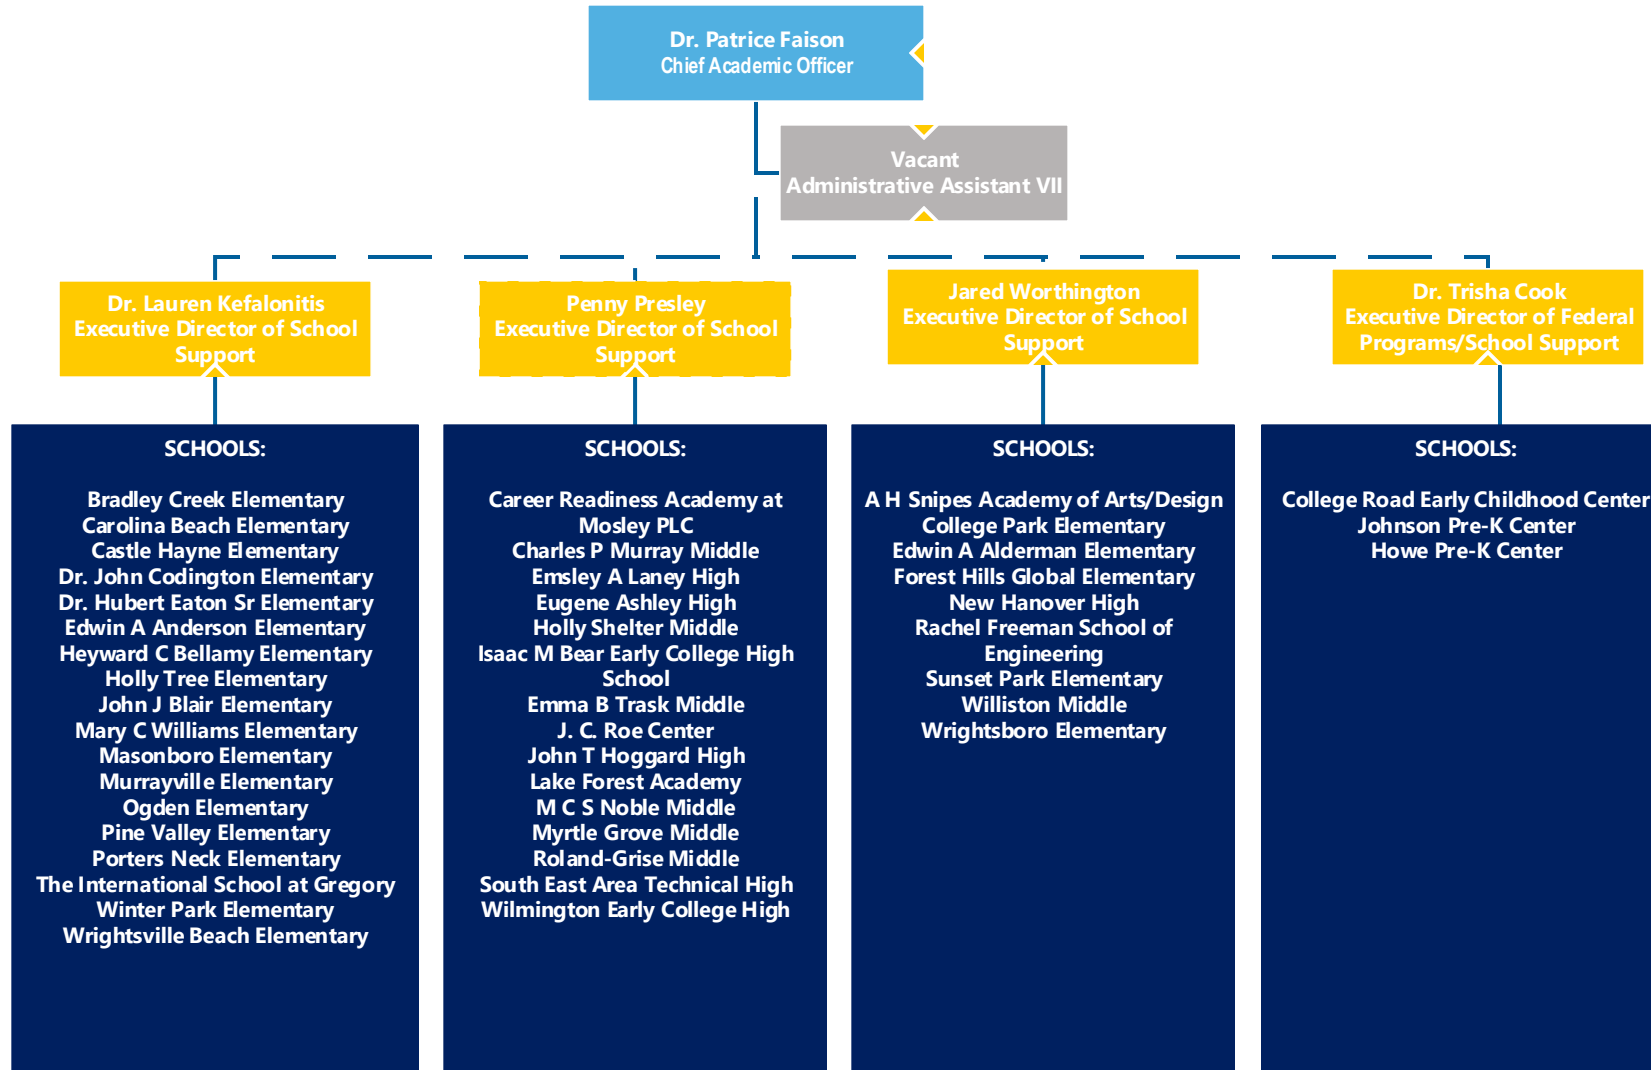 Dr. Patrice Faison
Chief Academic Officer
Vacant
Administrative Assistant VII
Dr. Lauren Kefalonitis
Executive Director of School
Support
Penny Presley
Executive Director of School
Support
Jared Worthington
Executive Director of School
Support
Dr. Trisha Cook
Executive Director of Federal
Programs/School Support
SCHOOLS:
Bradley Creek Elementary
Carolina Beach Elementary
Castle Hayne Elementary
Dr. John Codington Elementary
Dr. Hubert Eaton Sr Elementary
Edwin A Anderson Elementary
Heyward C Bellamy Elementary
Holly Tree Elementary
John J Blair Elementary
Mary C Williams Elementary
Masonboro Elementary
Murrayville Elementary
Ogden Elementary
Pine Valley Elementary
Porters Neck Elementary
The International School at Gregory
Winter Park Elementary
Wrightsville Beach Elementary
SCHOOLS:
Career Readiness Academy at
Mosley PLC
Charles P Murray Middle
Emsley A Laney High
Eugene Ashley High
Holly Shelter Middle
Isaac M Bear Early College High
School
Emma B Trask Middle
J. C. Roe Center
John T Hoggard High
Lake Forest Academy
M C S Noble Middle
Myrtle Grove Middle
Roland-Grise Middle
South East Area Technical High
Wilmington Early College High
SCHOOLS:
A H Snipes Academy of Arts/Design
College Park Elementary
Edwin A Alderman Elementary
Forest Hills Global Elementary
New Hanover High
Rachel Freeman School of
Engineering
Sunset Park Elementary
Williston Middle
Wrightsboro Elementary
SCHOOLS:
College Road Early Childhood Center
Johnson Pre-K Center
Howe Pre-K Center